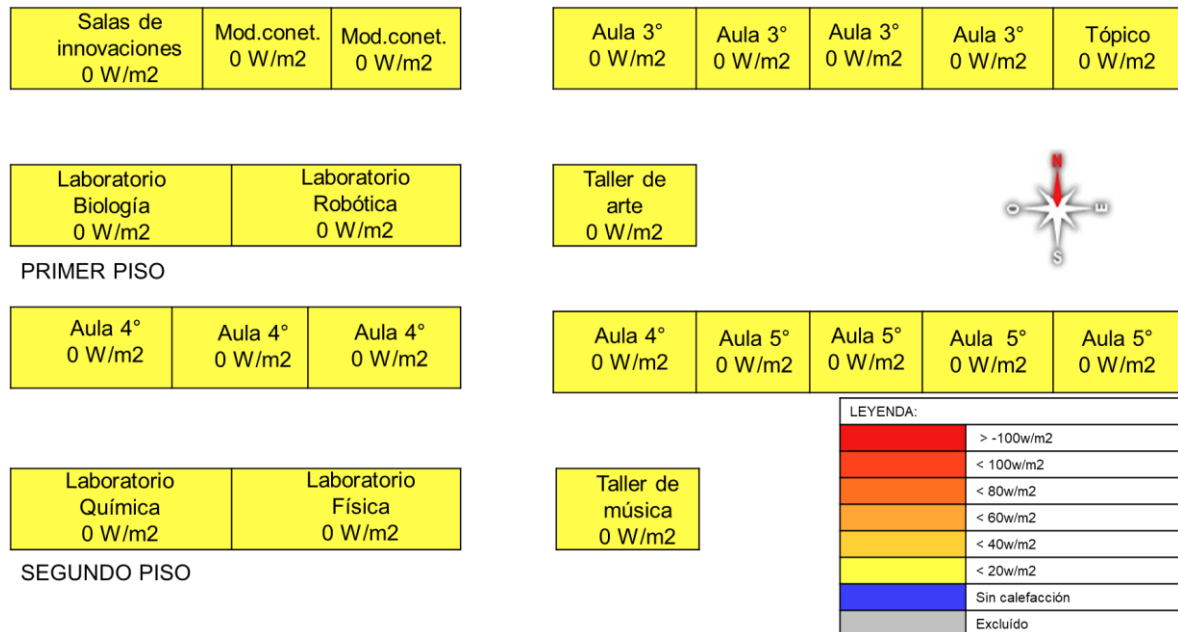 Salas de
innovaciones
0 W/m2
Mod.conet.
0 W/m2
Mod.conet.
0 W/m2
Aula 3°
0 W/m2
Aula 3°
0 W/m2
Aula 3°
0 W/m2
Aula 3°
0 W/m2
Tópico
0 W/m2
Laboratorio
Biología
0 W/m2
Laboratorio
Robótica
0 W/m2
Taller de
arte
0 W/m2
N
O
E
S
PRIMER PISO
Aula 4°
0 W/m2
Aula 4°
0 W/m2
Aula 4°
0 W/m2
Aula 4°
0 W/m2
Aula 5°
0 W/m2
Aula 5°
0 W/m2
Aula 5°
0 W/m2
Aula 5°
0 W/m2
Laboratorio
Química
0 W/m2
Laboratorio
Física
0 W/m2
Taller de
música
0 W/m2
SEGUNDO PISO
LEYENDA:
> -100w/m2
< 100w/m2
< 80w/m2
< 60w/m2
< 40w/m2
< 20w/m2
Sin calefacción
Excluído